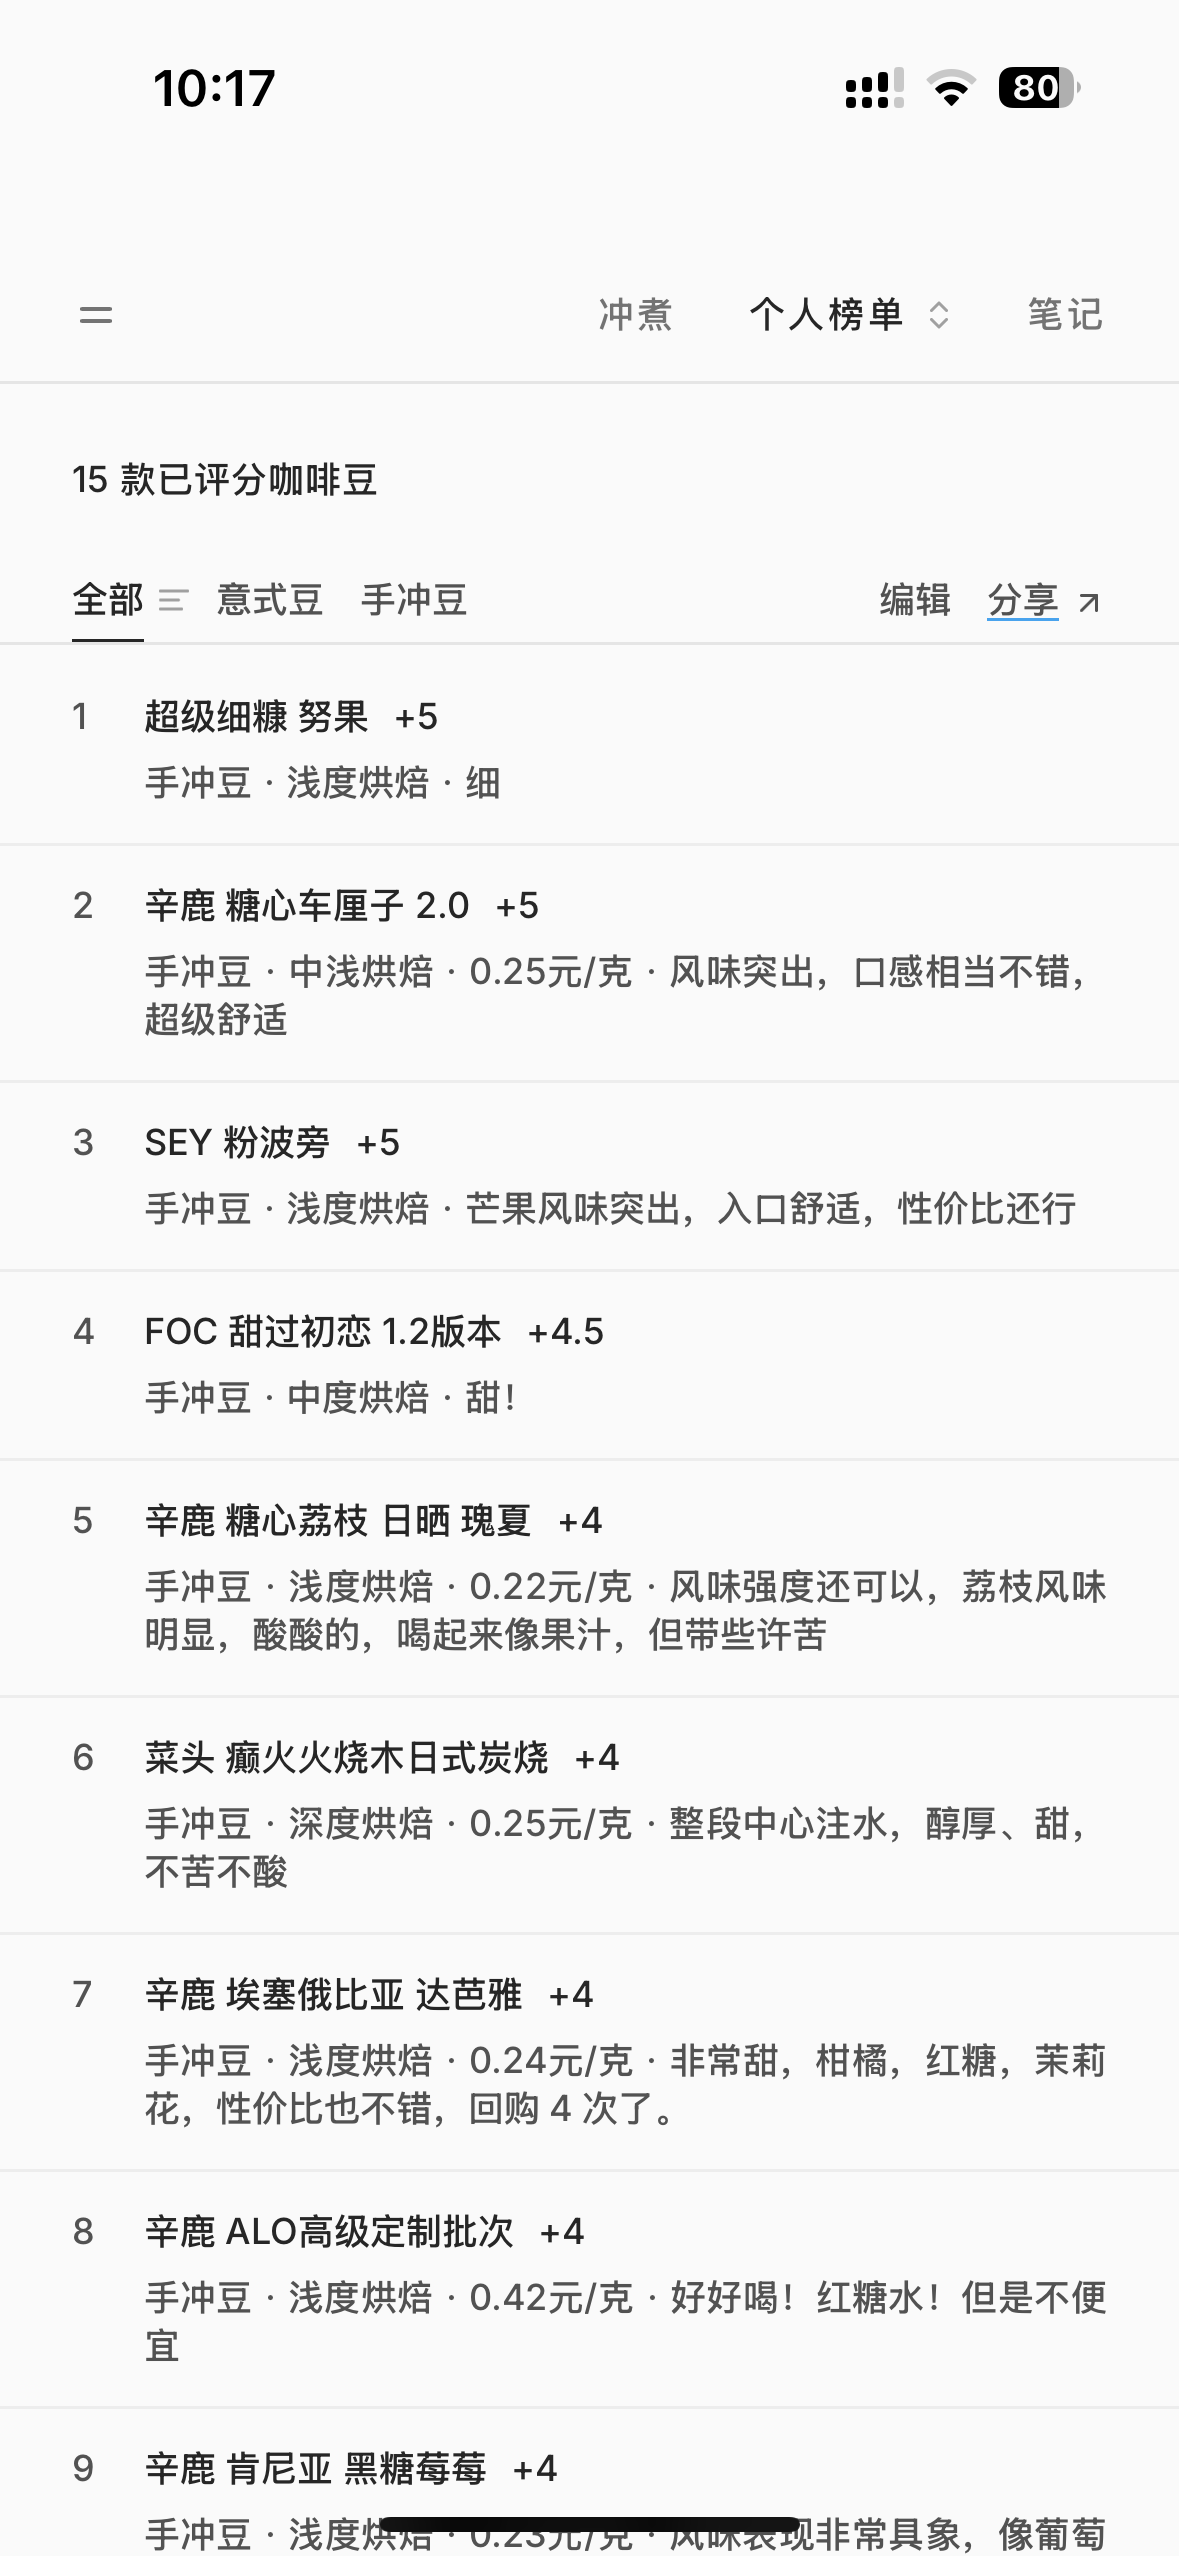 10:17
80
冲煮 个人榜单 笔记
15 款已评分咖啡豆
全部 意式豆 手冲豆 编辑 分享
1 超级细糠 努果 +5
手冲豆 · 浅度烘焙 · 细
2 辛鹿 糖心车厘子 2.0 +5
手冲豆 · 中浅烘焙 · 0.25元/克 · 风味突出，口感相当不错，
超级舒适
3 SEY 粉波旁 +5
手冲豆 · 浅度烘焙 · 芒果风味突出，入口舒适，性价比还行
4 FOC 甜过初恋 1.2版本 +4.5
手冲豆 · 中度烘焙 · 甜！
5 辛鹿 糖心荔枝 日晒 瑰夏 +4
手冲豆 · 浅度烘焙 · 0.22元/克 · 风味强度还可以，荔枝风味
明显，酸酸的，喝起来像果汁，但带些许苦
6 菜头 癫火火烧木日式炭烧 +4
手冲豆 · 深度烘焙 · 0.25元/克 · 整段中心注水，醇厚、甜，
不苦不酸
7 辛鹿 埃塞俄比亚 达芭雅 +4
手冲豆 · 浅度烘焙 · 0.24元/克 · 非常甜，柑橘，红糖，茉莉
花，性价比也不错，回购 4 次了。
8 辛鹿 ALO高级定制批次 +4
手冲豆 · 浅度烘焙 · 0.42元/克 · 好好喝！红糖水！但是不便
宜
9 辛鹿 肯尼亚 黑糖莓莓 +4
手冲豆 · 浅度烘焙 · 0.23元/克 · 风味表现非常具象，像葡萄